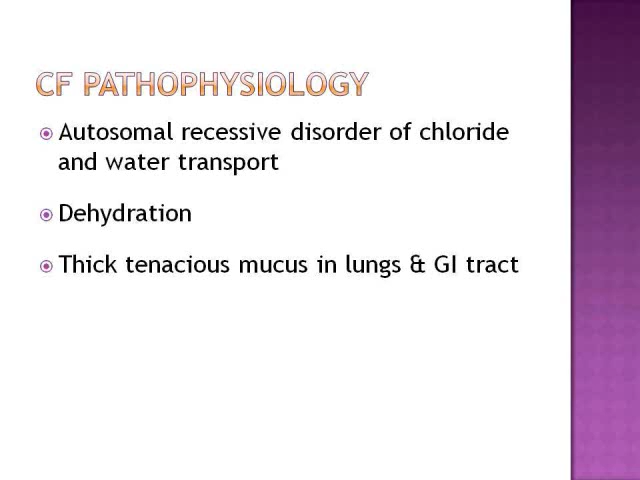 CF PATHOPHYSIOLOGY
Autosomal recessive disorder of chloride
and water transport
Dehydration
Thick tenacious mucus in lungs & GI tract